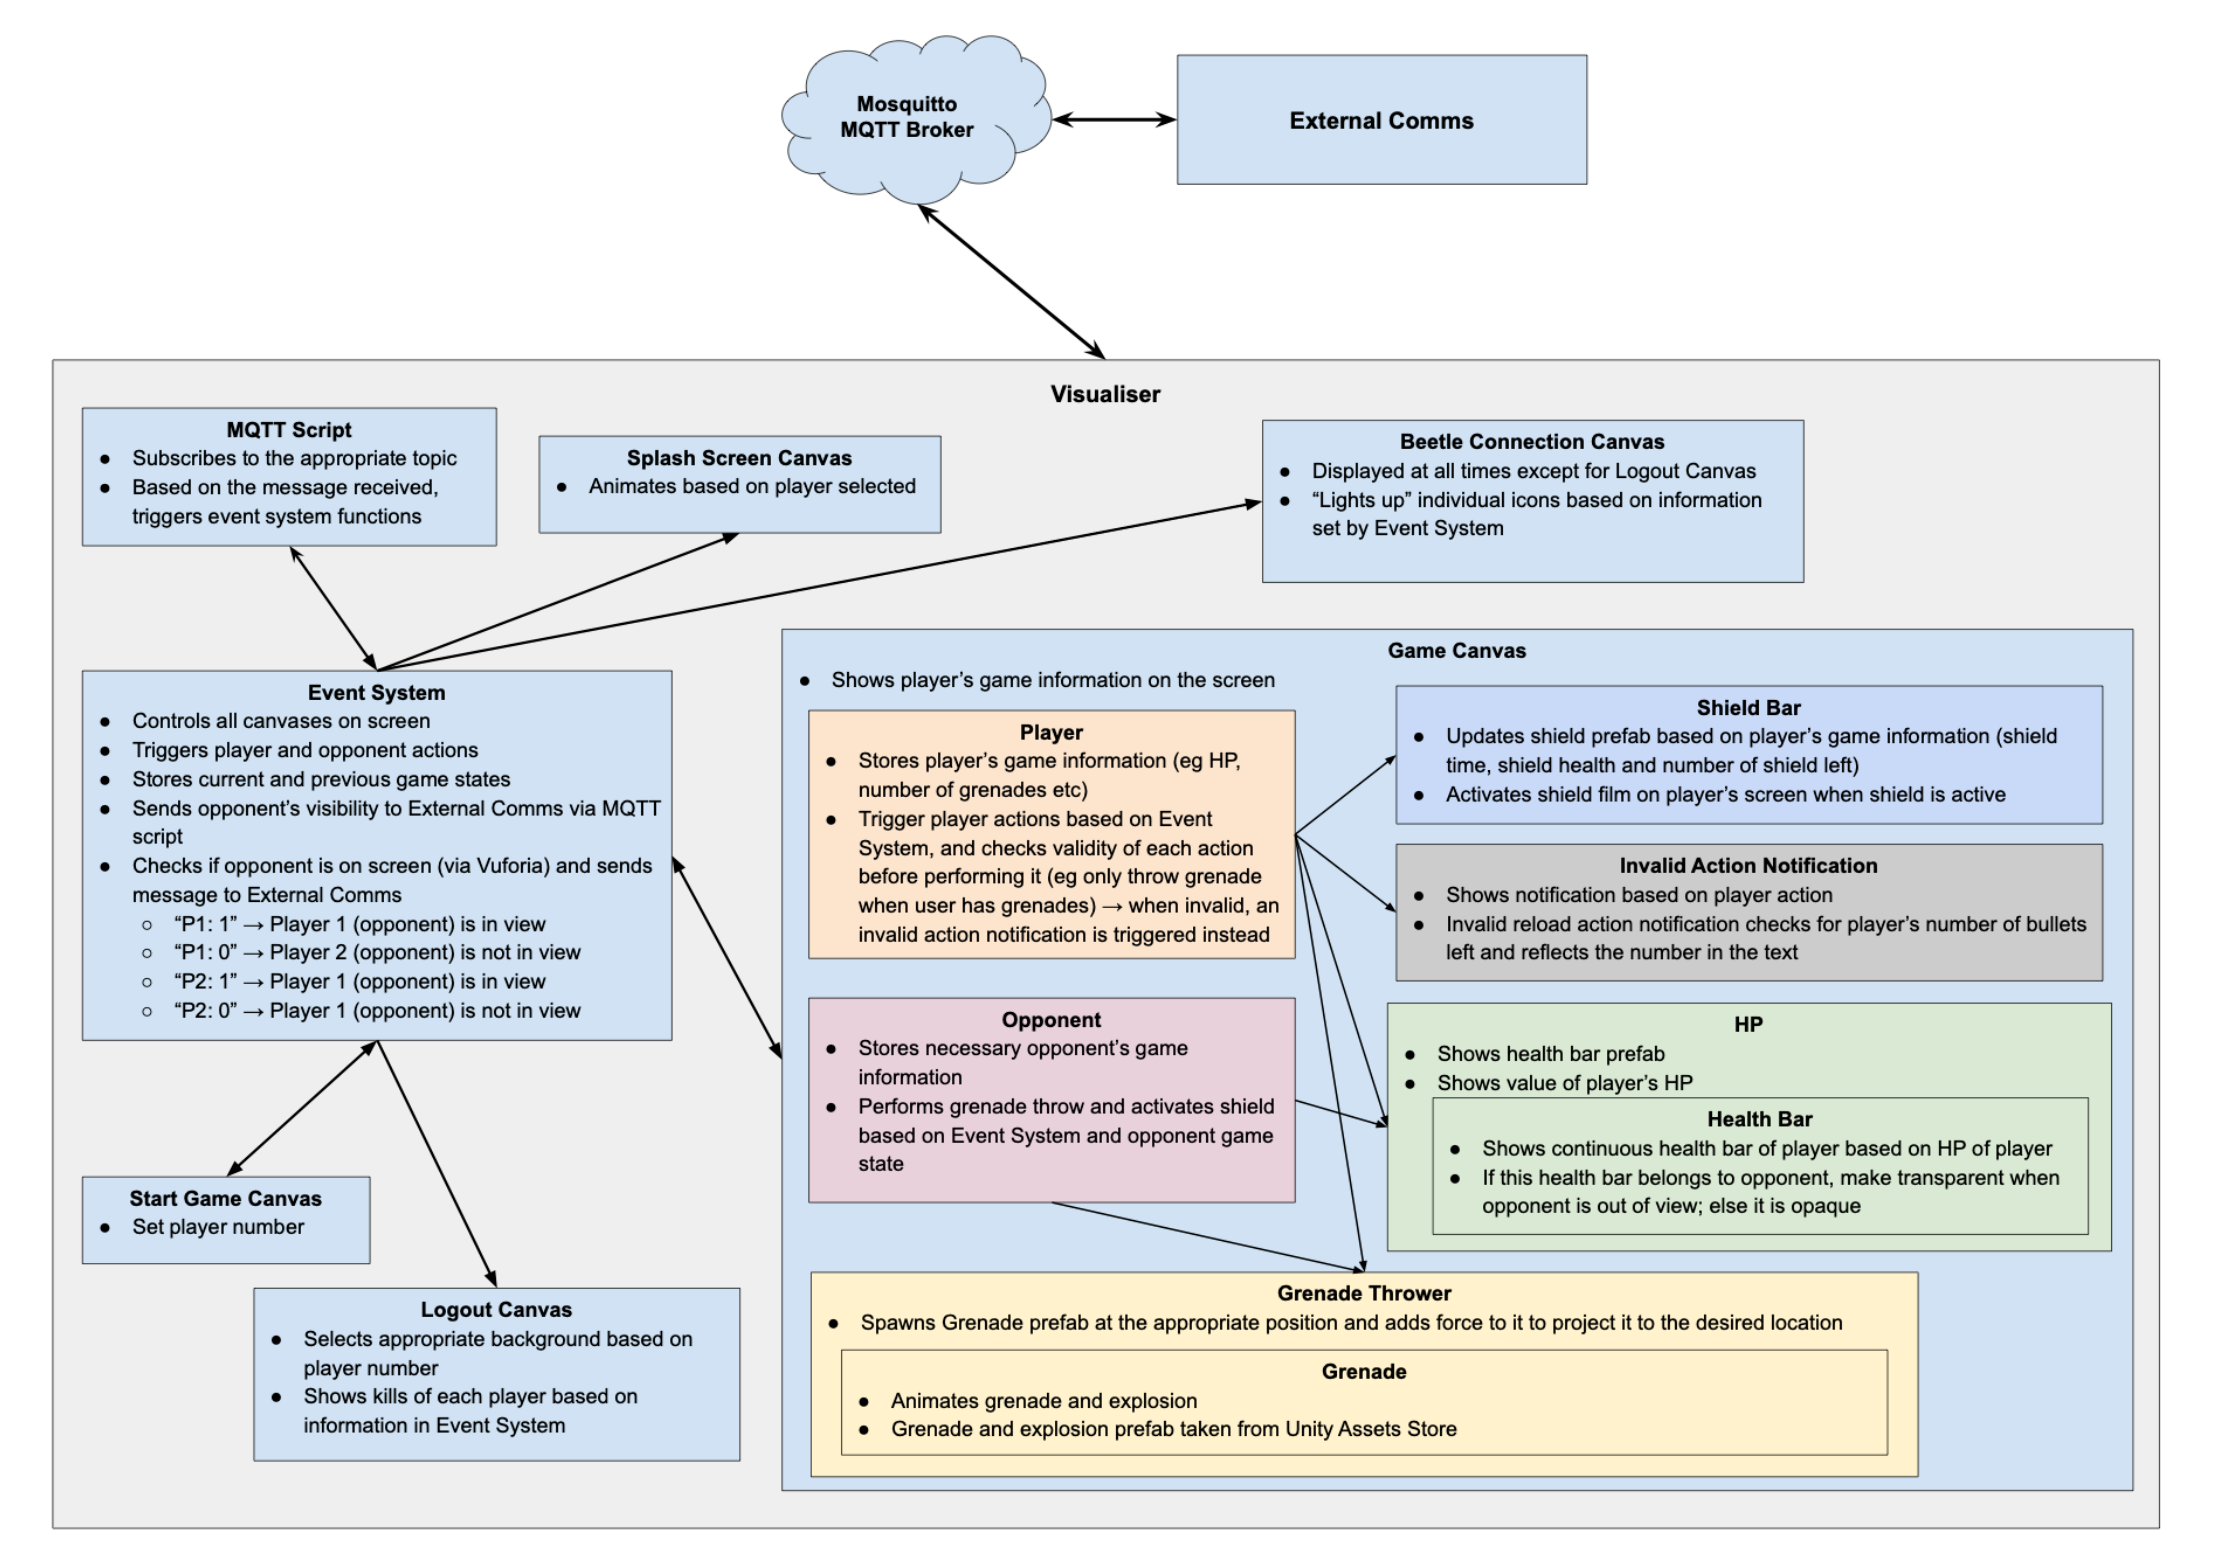 Mosquitto
MQTT Broker
External Comms
Visualiser
MQTT Script
● Subscribes to the appropriate topic
● Based on the message received,
triggers event system functions
Splash Screen Canvas
● Animates based on player selected
Beetle Connection Canvas
● Displayed at all times except for Logout Canvas
● “Lights up” individual icons based on information
set by Event System
Event System
● Controls all canvases on screen
● Triggers player and opponent actions
● Stores current and previous game states
● Sends opponent’s visibility to External Comms via MQTT
script
● Checks if opponent is on screen (via Vuforia) and sends
message to External Comms
○ “P1: 1” → Player 1 (opponent) is in view
○ “P1: 0” → Player 2 (opponent) is not in view
○ “P2: 1” → Player 1 (opponent) is in view
○ “P2: 0” → Player 1 (opponent) is not in view
Start Game Canvas
● Set player number
Logout Canvas
● Selects appropriate background based on
player number
● Shows kills of each player based on
information in Event System
Game Canvas
● Shows player’s game information on the screen
Player
● Stores player’s game information (eg HP,
number of grenades etc)
● Trigger player actions based on Event
System, and checks validity of each action
before performing it (eg only throw grenade
when user has grenades) → when invalid, an
invalid action notification is triggered instead
Shield Bar
● Updates shield prefab based on player’s game information (shield
time, shield health and number of shield left)
● Activates shield film on player’s screen when shield is active
Invalid Action Notification
● Shows notification based on player action
● Invalid reload action notification checks for player’s number of bullets
left and reflects the number in the text
Opponent
● Stores necessary opponent’s game
information
● Performs grenade throw and activates shield
based on Event System and opponent game
state
HP
● Shows health bar prefab
● Shows value of player’s HP
Health Bar
● Shows continuous health bar of player based on HP of player
● If this health bar belongs to opponent, make transparent when
opponent is out of view; else it is opaque
Grenade Thrower
● Spawns Grenade prefab at the appropriate position and adds force to it to project it to the desired location
Grenade
● Animates grenade and explosion
● Grenade and explosion prefab taken from Unity Assets Store